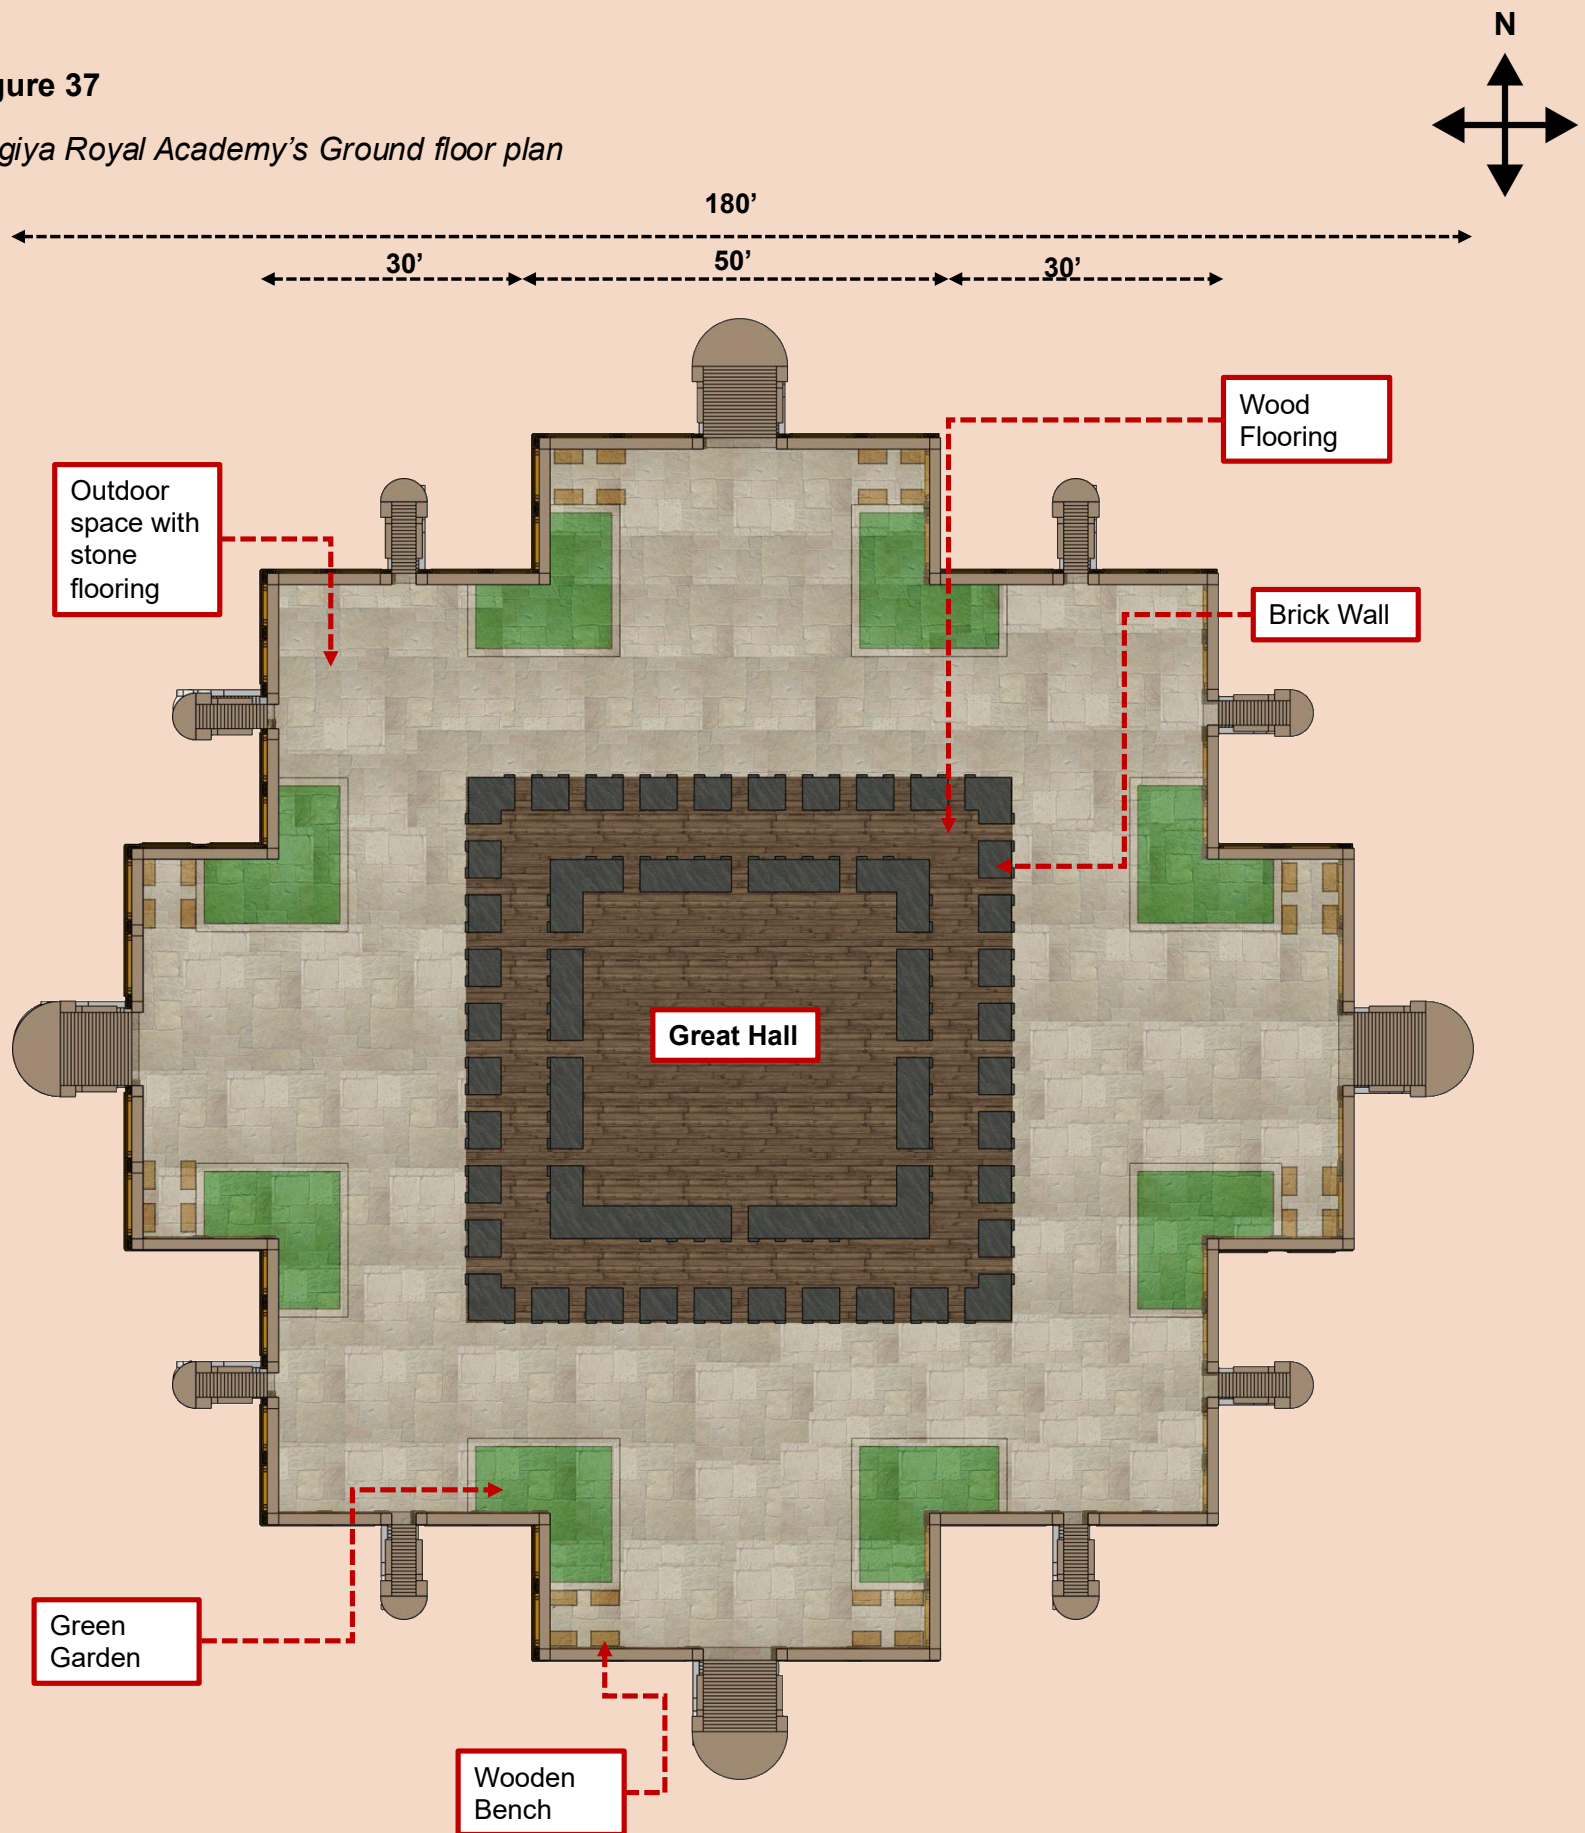 N
gure 37
giya Royal Academy’s Ground floor plan
180’
30’
50’
30’
Wood
Flooring
Outdoor
space with
stone
flooring
Brick Wall
Great Hall
Green
Garden
Wooden
Bench